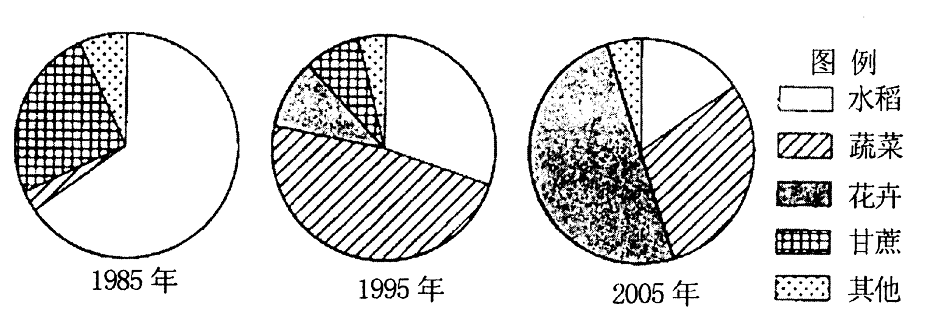 图 例
水稻
蔬菜
花卉
甘蔗
其他
1985 年
1995 年
2005 年